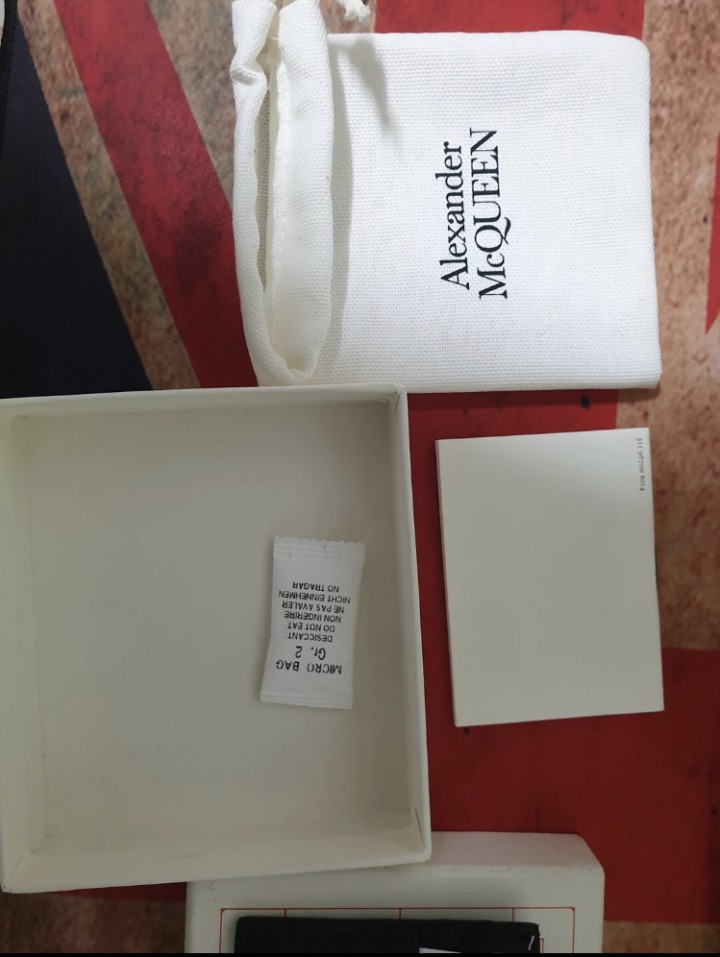 Alexander
McQUEEN
MICRO BAG
Gr. 2
DESICCANT
DO NOT EAT
NON INGERIRE
NE PAS AVALER
NICHT EINNEHMEN
NO TRAGAR